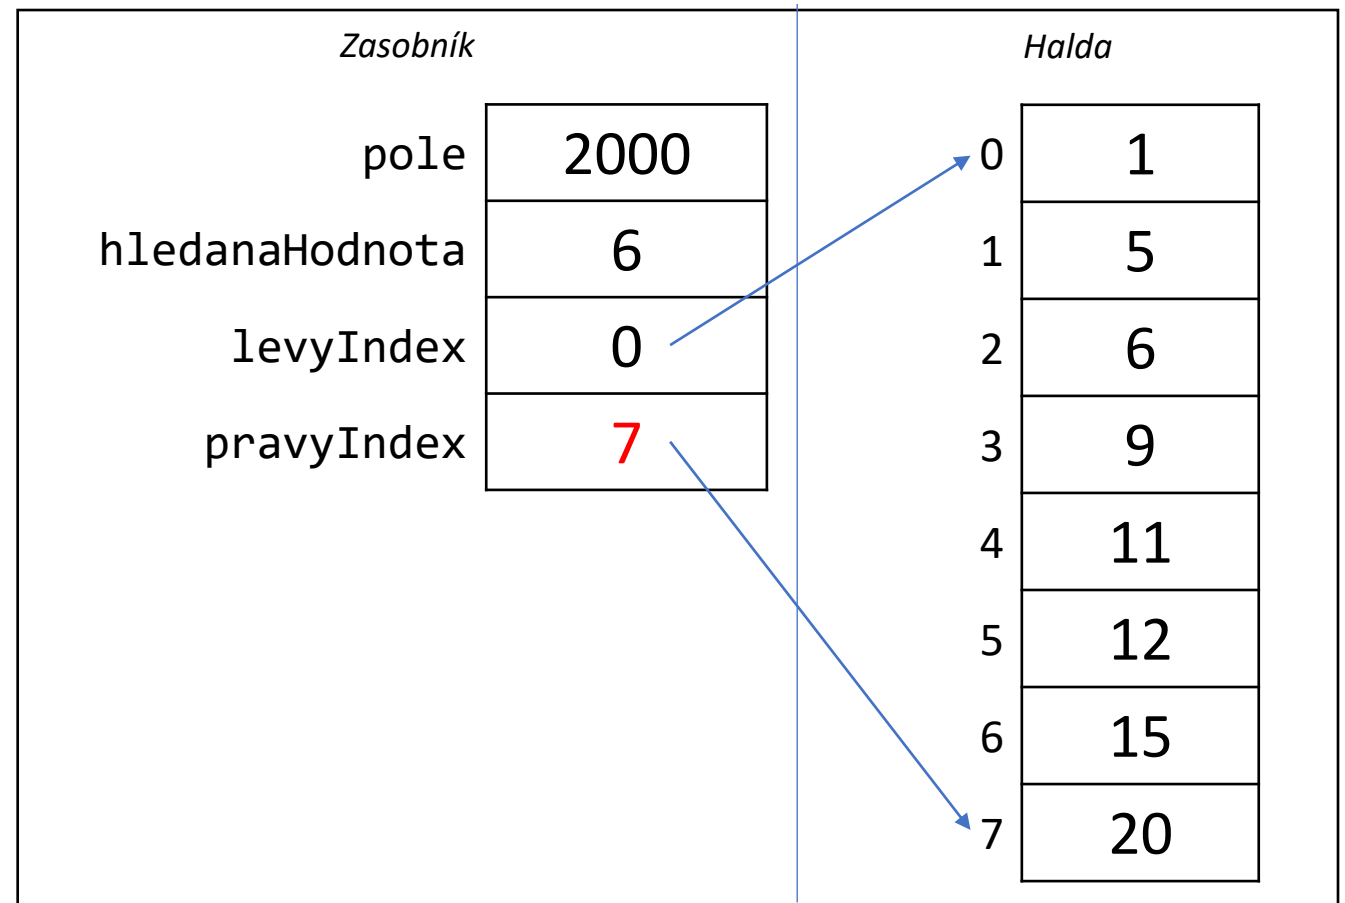 Zasobník Halda
pole 2000 0 1
hledanaHodnota 6 1 5
levyIndex 0 2 6
pravyIndex 7 3 9
4 11
5 12
6 15
7 20